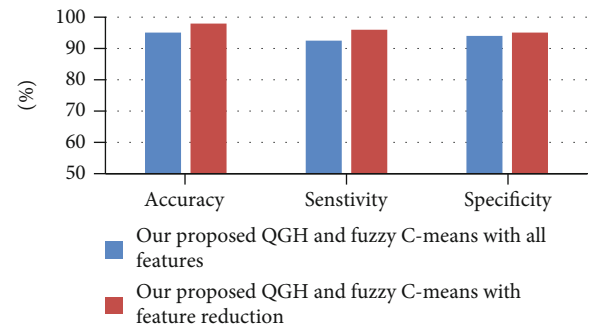 100
90
80
70
60
50
(%)
Accuracy
Senstivity
Specificity
Our proposed QGH and fuzzy C-means with all
features
Our proposed QGH and fuzzy C-means with
feature reduction